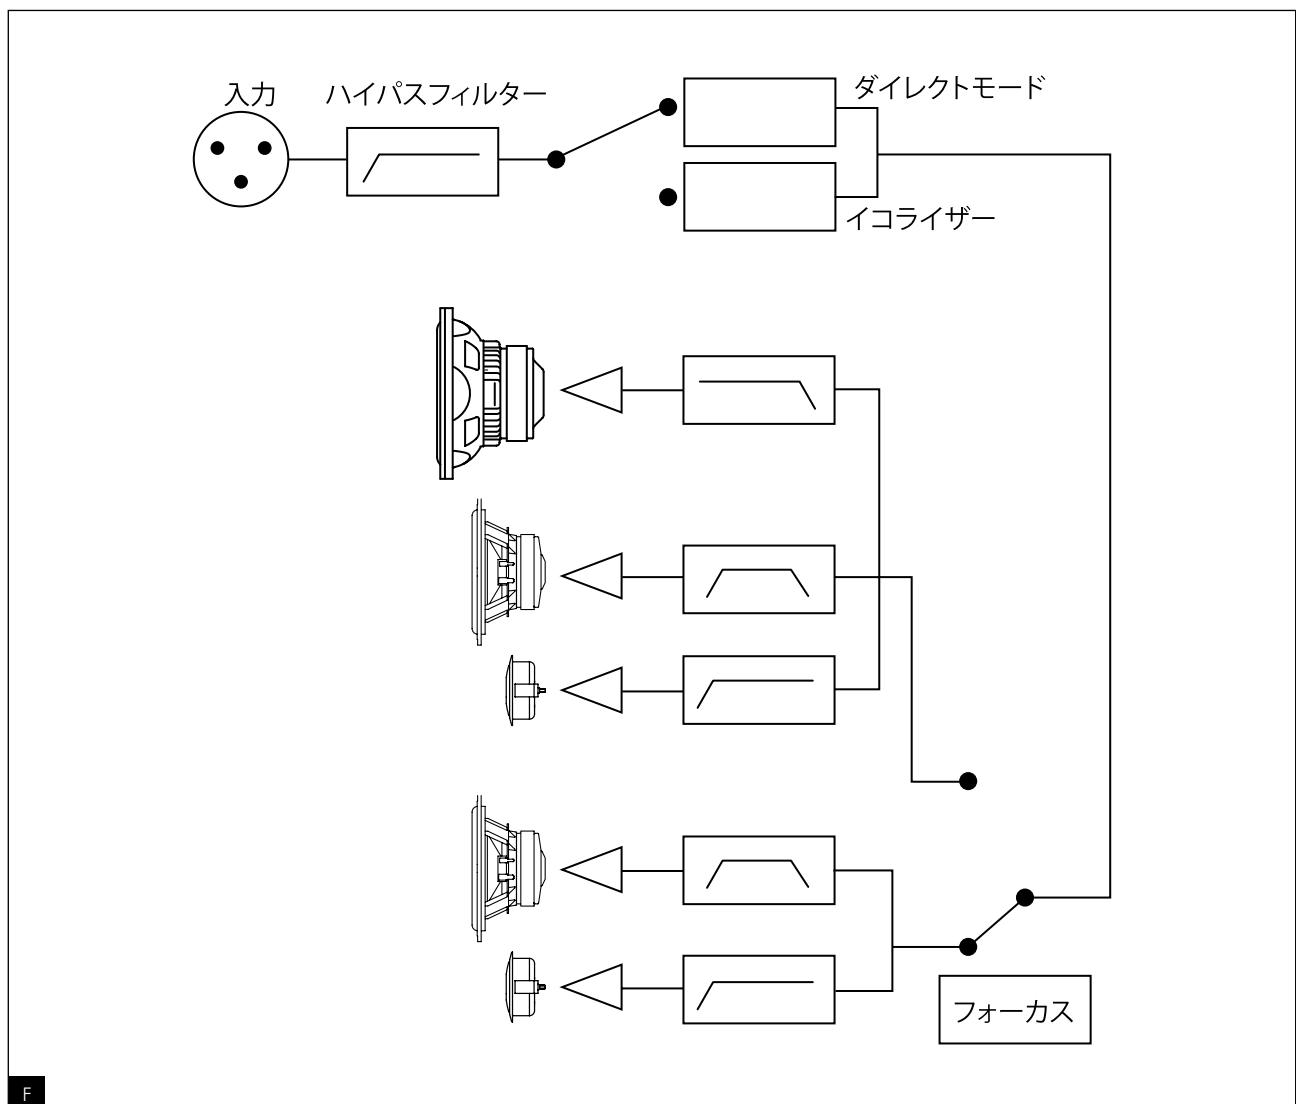 入力
ハイパスフィルター
ダイレクトモード
イコライザー
フォーカス
F